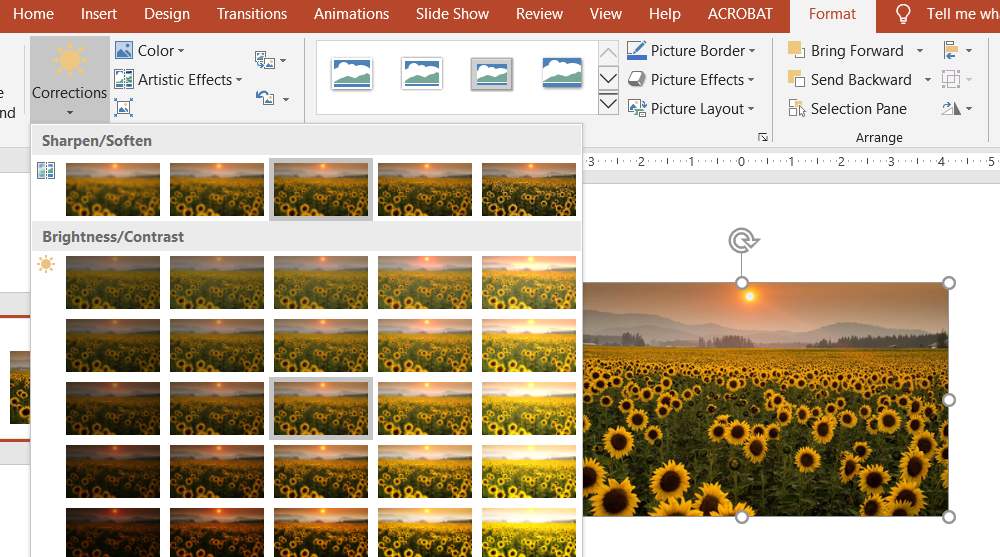 Home Insert Design Transitions Animations Slide Show Review View Help ACROBAT Format Tell me wha
Corrections
Color
Artistic Effects
Picture Border
Picture Effects
Picture Layout
Bring Forward
Send Backward
Selection Pane
Arrange
e
nd
Sharpen/Soften
Brightness/Contrast
3 2 1 0 1 2 3 4 5